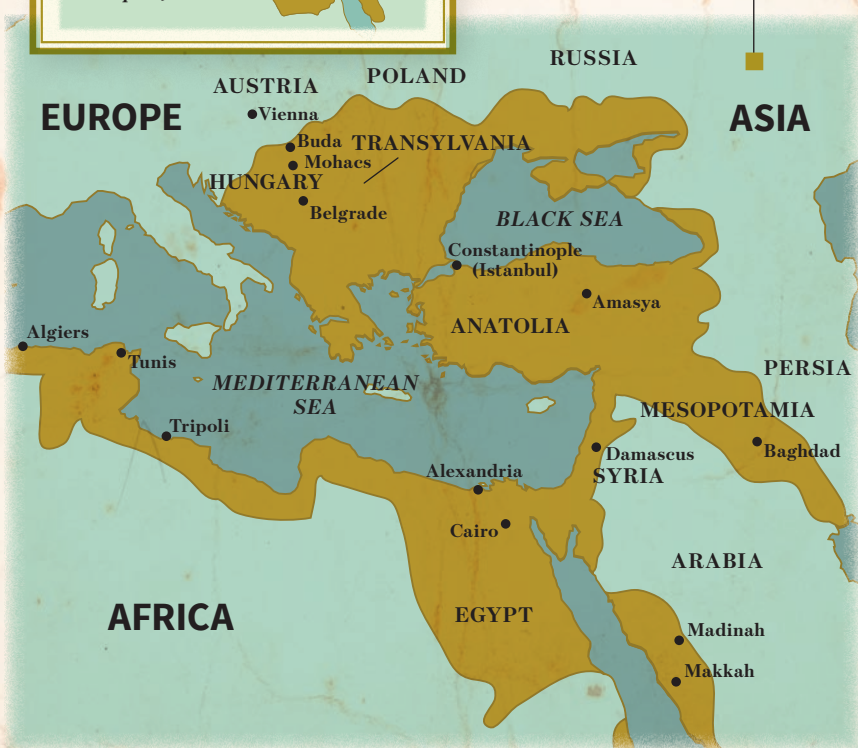 RUSSIA
POLAND
AUSTRIA
EUROPE
Vienna
ASIA
Buda
TRANSYLVANIA
Mohacs
HUNGARY
Belgrade
BLACK SEA
Constantinople
(Istanbul)
Amasya
ANATOLIA
Algiers
Tunis
PERSIA
MEDITERRANEAN
SEA
MESOPOTAMIA
Tripoli
Baghdad
Damascus
SYRIA
Alexandria
Cairo
ARABIA
AFRICA
EGYPT
Madinah
Makkah